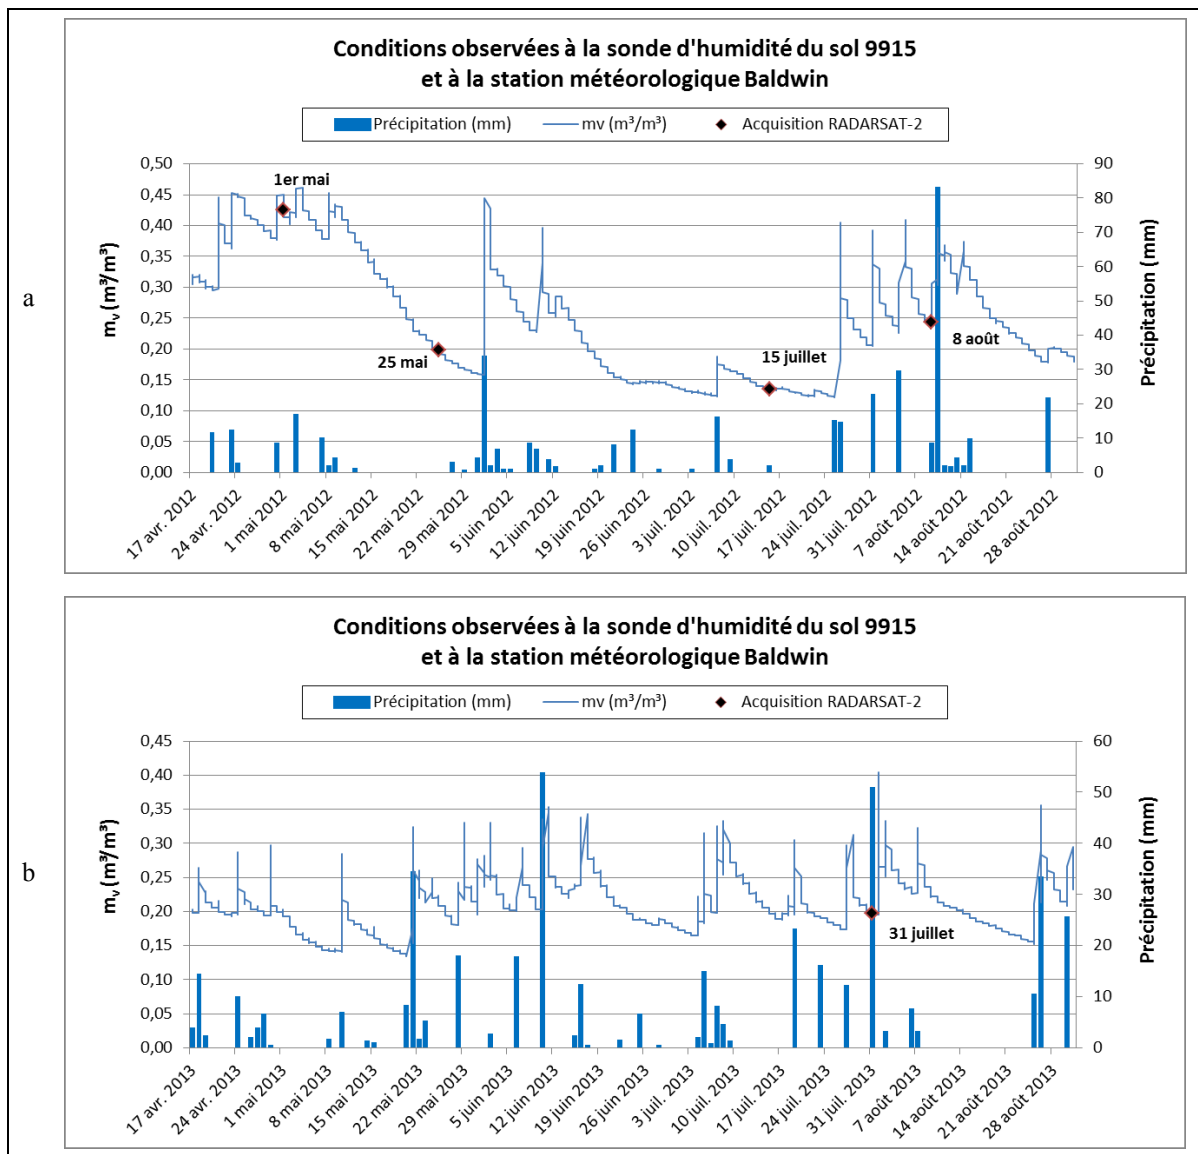 a
Conditions observées à la sonde d'humidité du sol 9915
et à la station météorologique Baldwin
Précipitation (mm) mv (m³/m³) Acquisition RADARSAT-2
mᵥ (m³/m³)
0,50
0,45
0,40
0,35
0,30
0,25
0,20
0,15
0,10
0,05
0,00
1er mai
25 mai
15 juillet
8 août
90
80
70
60
50
40
30
20
10
0
Précipitation (mm)
17 avr. 2012
24 avr. 2012
1 mai 2012
8 mai 2012
15 mai 2012
22 mai 2012
29 mai 2012
5 juin 2012
12 juin 2012
19 juin 2012
26 juin 2012
3 juil. 2012
10 juil. 2012
17 juil. 2012
24 juil. 2012
31 juil. 2012
7 août 2012
14 août 2012
21 août 2012
28 août 2012
b
Conditions observées à la sonde d'humidité du sol 9915
et à la station météorologique Baldwin
Précipitation (mm) mv (m³/m³) Acquisition RADARSAT-2
mᵥ (m³/m³)
0,45
0,40
0,35
0,30
0,25
0,20
0,15
0,10
0,05
0,00
31 juillet
60
50
40
30
20
10
0
Précipitation (mm)
17 avr. 2013
24 avr. 2013
1 mai 2013
8 mai 2013
15 mai 2013
22 mai 2013
29 mai 2013
5 juin 2013
12 juin 2013
19 juin 2013
26 juin 2013
3 juil. 2013
10 juil. 2013
17 juil. 2013
24 juil. 2013
31 juil. 2013
7 août 2013
14 août 2013
21 août 2013
28 août 2013